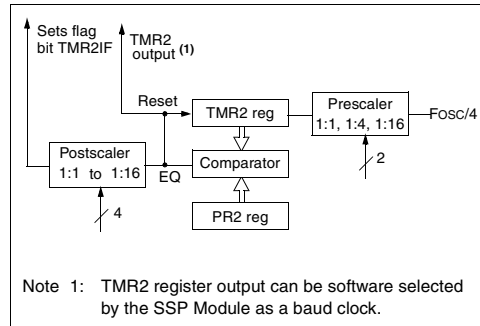 Sets flag
bit TMR2IF
TMR2
output (1)
Reset
TMR2 reg
Prescaler
1:1, 1:4, 1:16
FOSC/4
2
Postscaler
1:1 to 1:16
EQ
Comparator
4
PR2 reg
Note 1: TMR2 register output can be software selected
by the SSP Module as a baud clock.